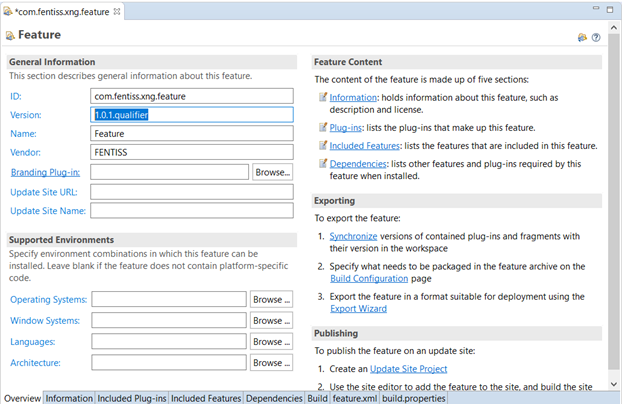 *com.fentiss.xng.feature
Feature
General Information
This section describes general information about this feature.
ID: com.fentiss.xng.feature
Version: 1.0.1.qualifier
Name: Feature
Vendor: FENTISS
Branding Plug-in: Browse...
Update Site URL:
Update Site Name:
Supported Environments
Specify environment combinations in which this feature can be
installed. Leave blank if the feature does not contain platform-specific
code.
Operating Systems: Browse ...
Window Systems: Browse ...
Languages: Browse ...
Architecture: Browse ...
Feature Content
The content of the feature is made up of five sections:
Information: holds information about this feature, such as
description and license.
Plug-ins: lists the plug-ins that make up this feature.
Included Features: lists the features that are included in this feature.
Dependencies: lists other features and plug-ins required by this
feature when installed.
Exporting
To export the feature:
1. Synchronize versions of contained plug-ins and fragments with
their version in the workspace
2. Specify what needs to be packaged in the feature archive on the
Build Configuration page
3. Export the feature in a format suitable for deployment using the
Export Wizard
Publishing
To publish the feature on an update site:
1. Create an Update Site Project
2. Use the site editor to add the feature to the site, and build the site
Overview Information Included Plug-ins Included Features Dependencies Build feature.xml build.properties